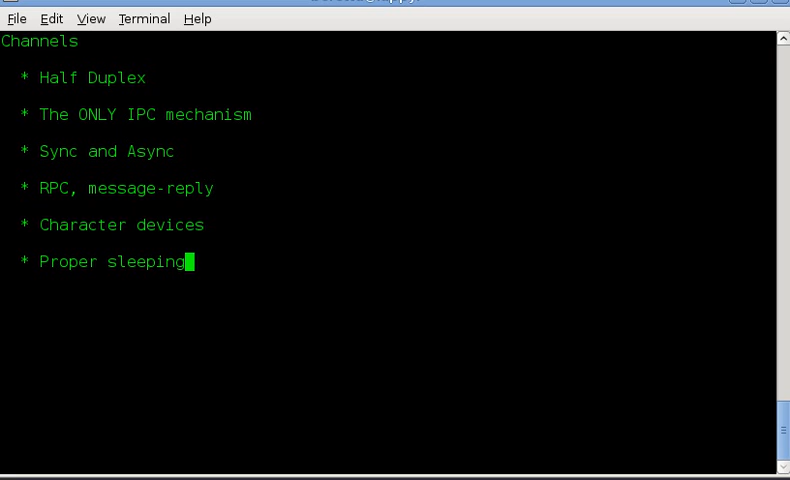 File Edit View Terminal Help
Channels
* Half Duplex
* The ONLY IPC mechanism
* Sync and Async
* RPC, message-reply
* Character devices
* Proper sleeping